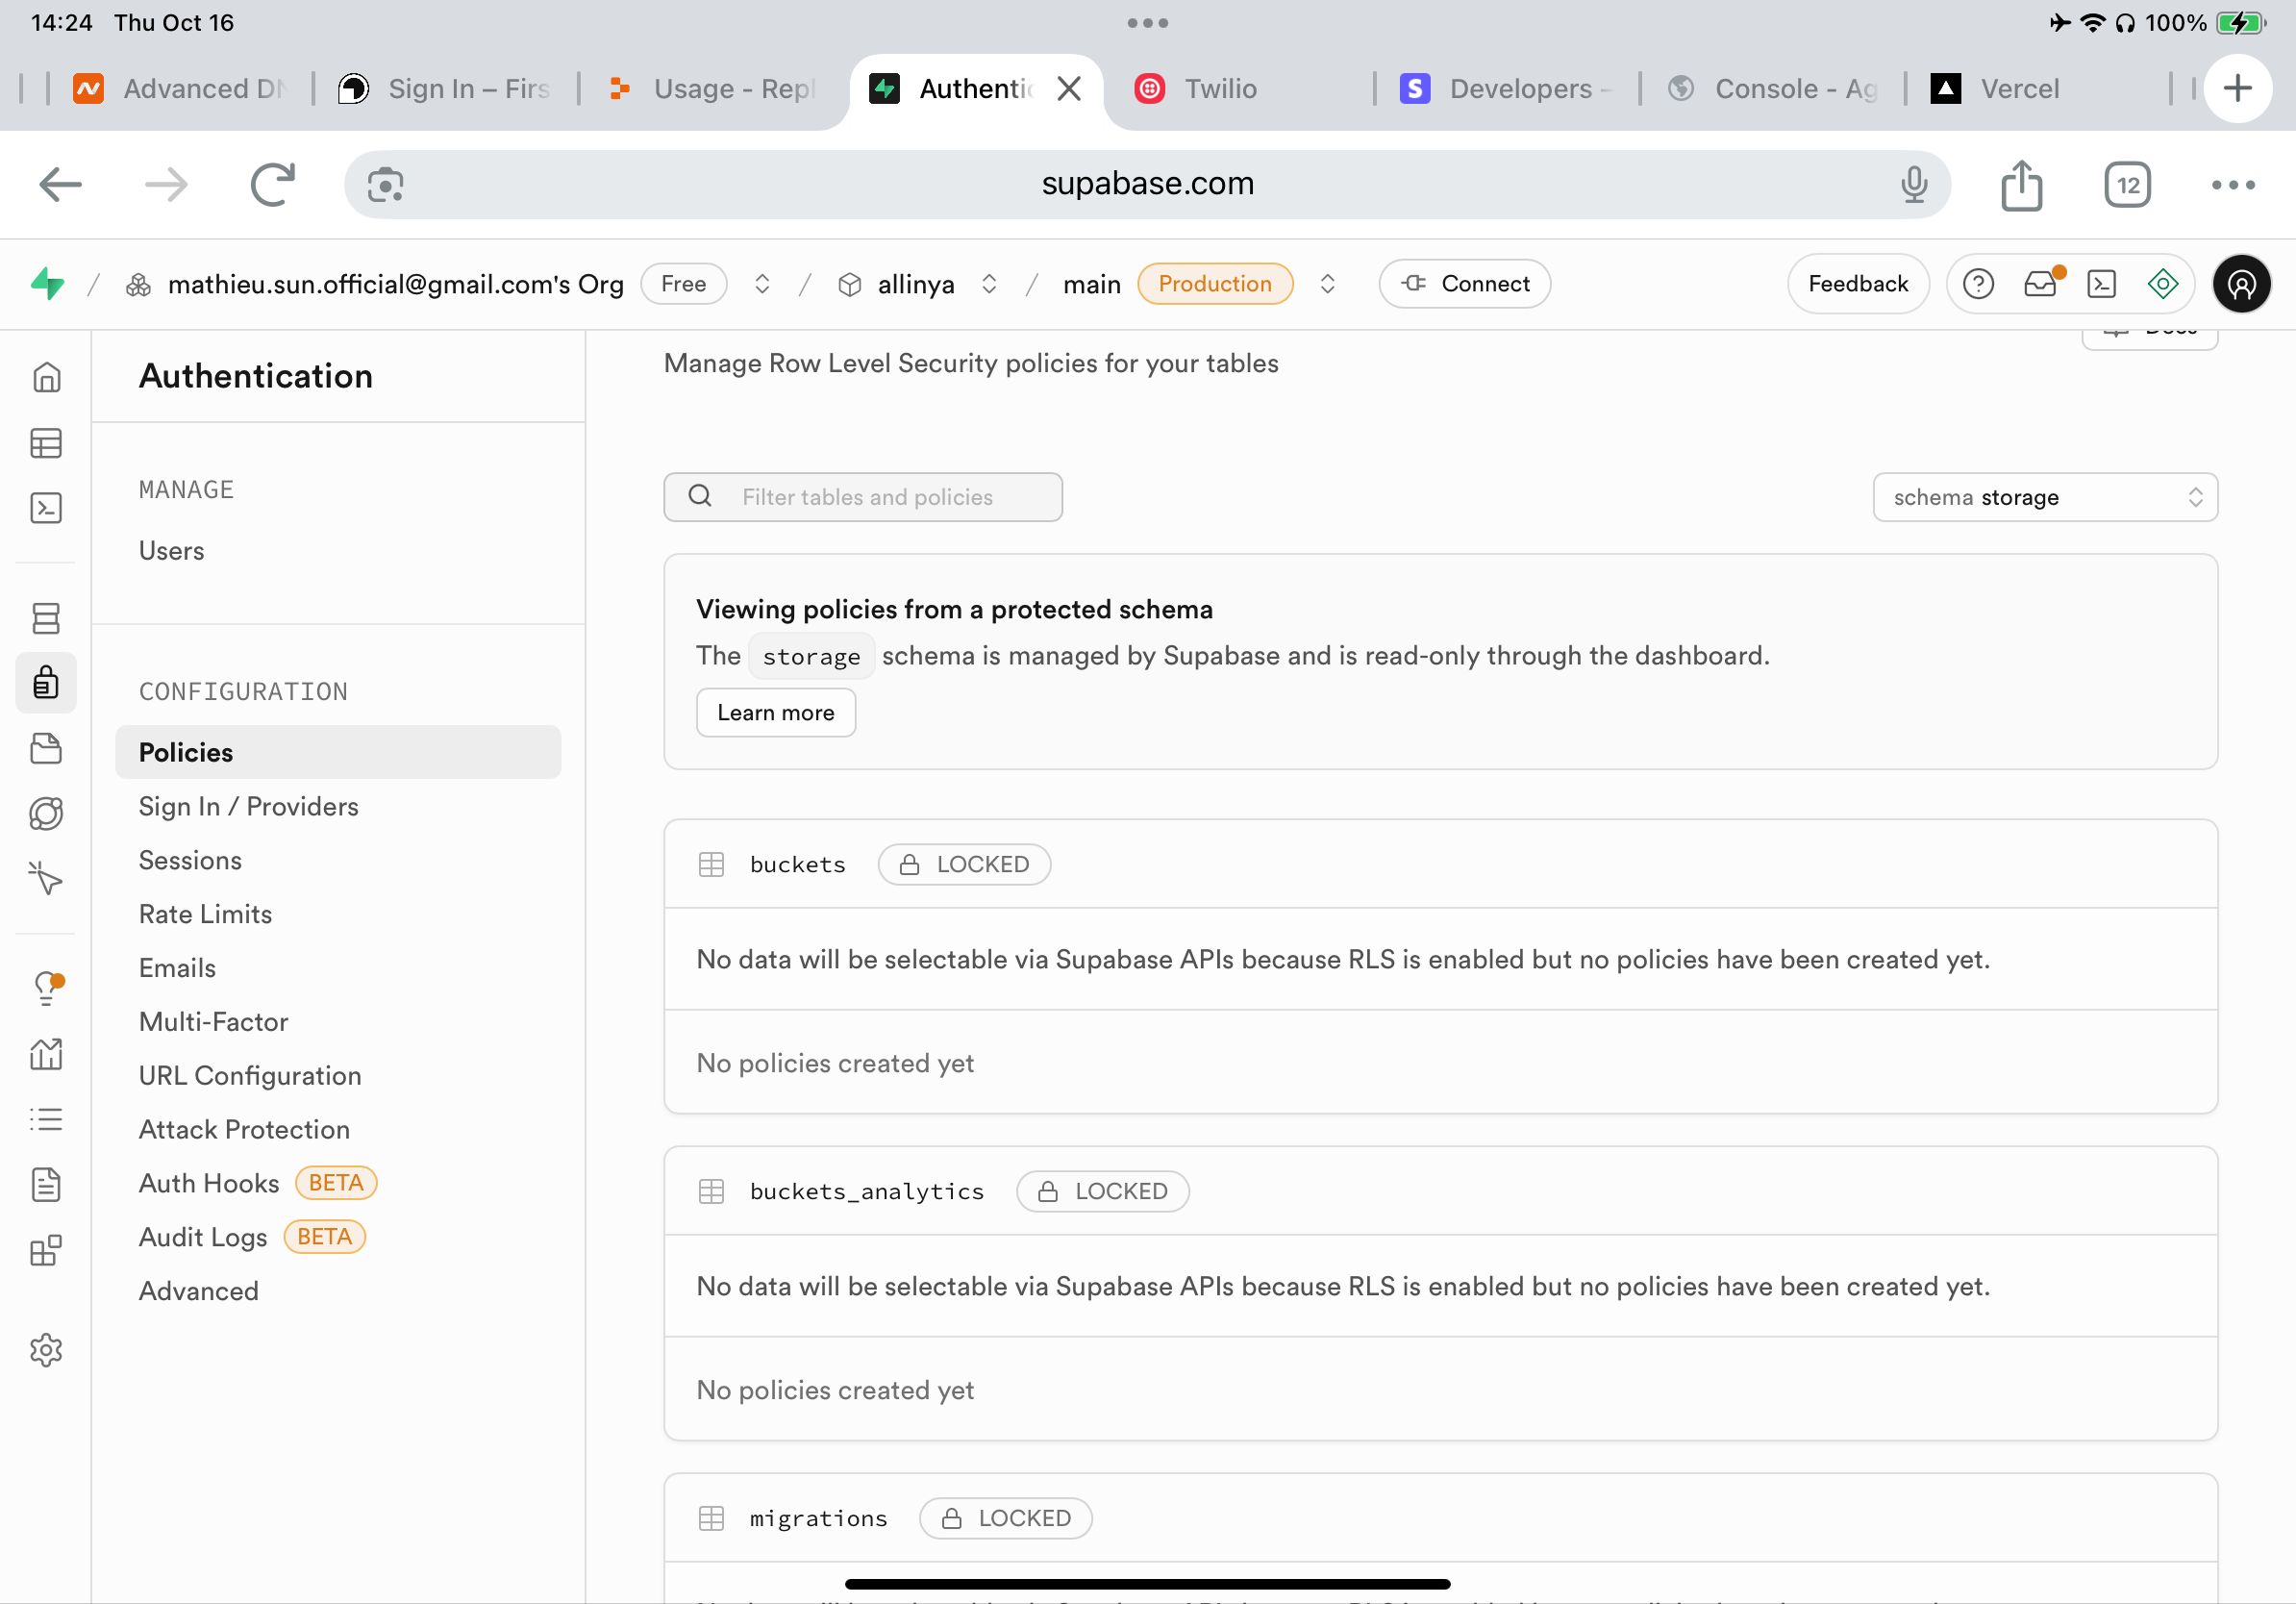 14:24 Thu Oct 16
100%
Advanced DN
Sign In – Firs
Usage - Repl
Authentic
Twilio
Developers –
Console - Ag
Vercel
supabase.com
12
mathieu.sun.official@gmail.com's Org Free / allinya / main Production Connect
Feedback
Authentication
MANAGE
Users
CONFIGURATION
Policies
Sign In / Providers
Sessions
Rate Limits
Emails
Multi-Factor
URL Configuration
Attack Protection
Auth Hooks BETA
Audit Logs BETA
Advanced
Docs
Manage Row Level Security policies for your tables
Filter tables and policies
schema storage
Viewing policies from a protected schema
The storage schema is managed by Supabase and is read-only through the dashboard.
Learn more
buckets LOCKED
No data will be selectable via Supabase APIs because RLS is enabled but no policies have been created yet.
No policies created yet
buckets_analytics LOCKED
No data will be selectable via Supabase APIs because RLS is enabled but no policies have been created yet.
No policies created yet
migrations LOCKED